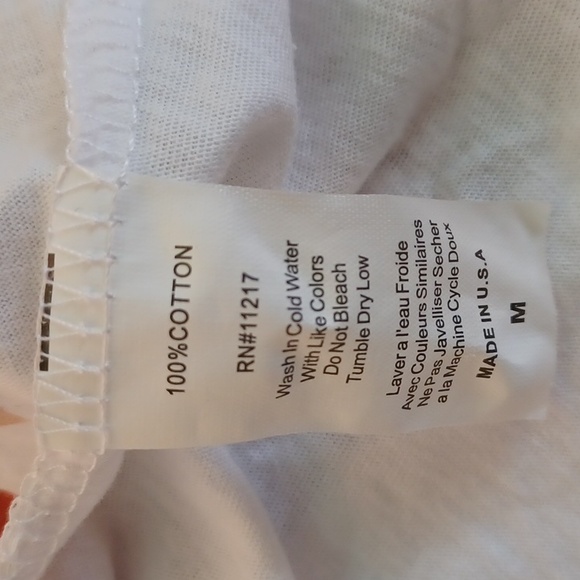 100%COTTON
RN#11217
Wash In Cold Water
With Like Colors
Do Not Bleach
Tumble Dry Low
Laver a l'eau Froide
Avec Couleurs Similaires
Ne Pas Javelliser Secher
a la Machine Cycle Doux
MADE IN U.S.A
M